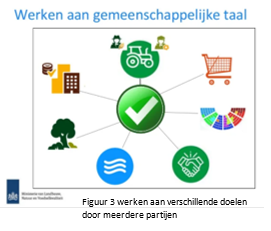 Werken aan gemeenschappelijke taal
Figuur 3 werken aan verschillende doelen
door meerdere partijen